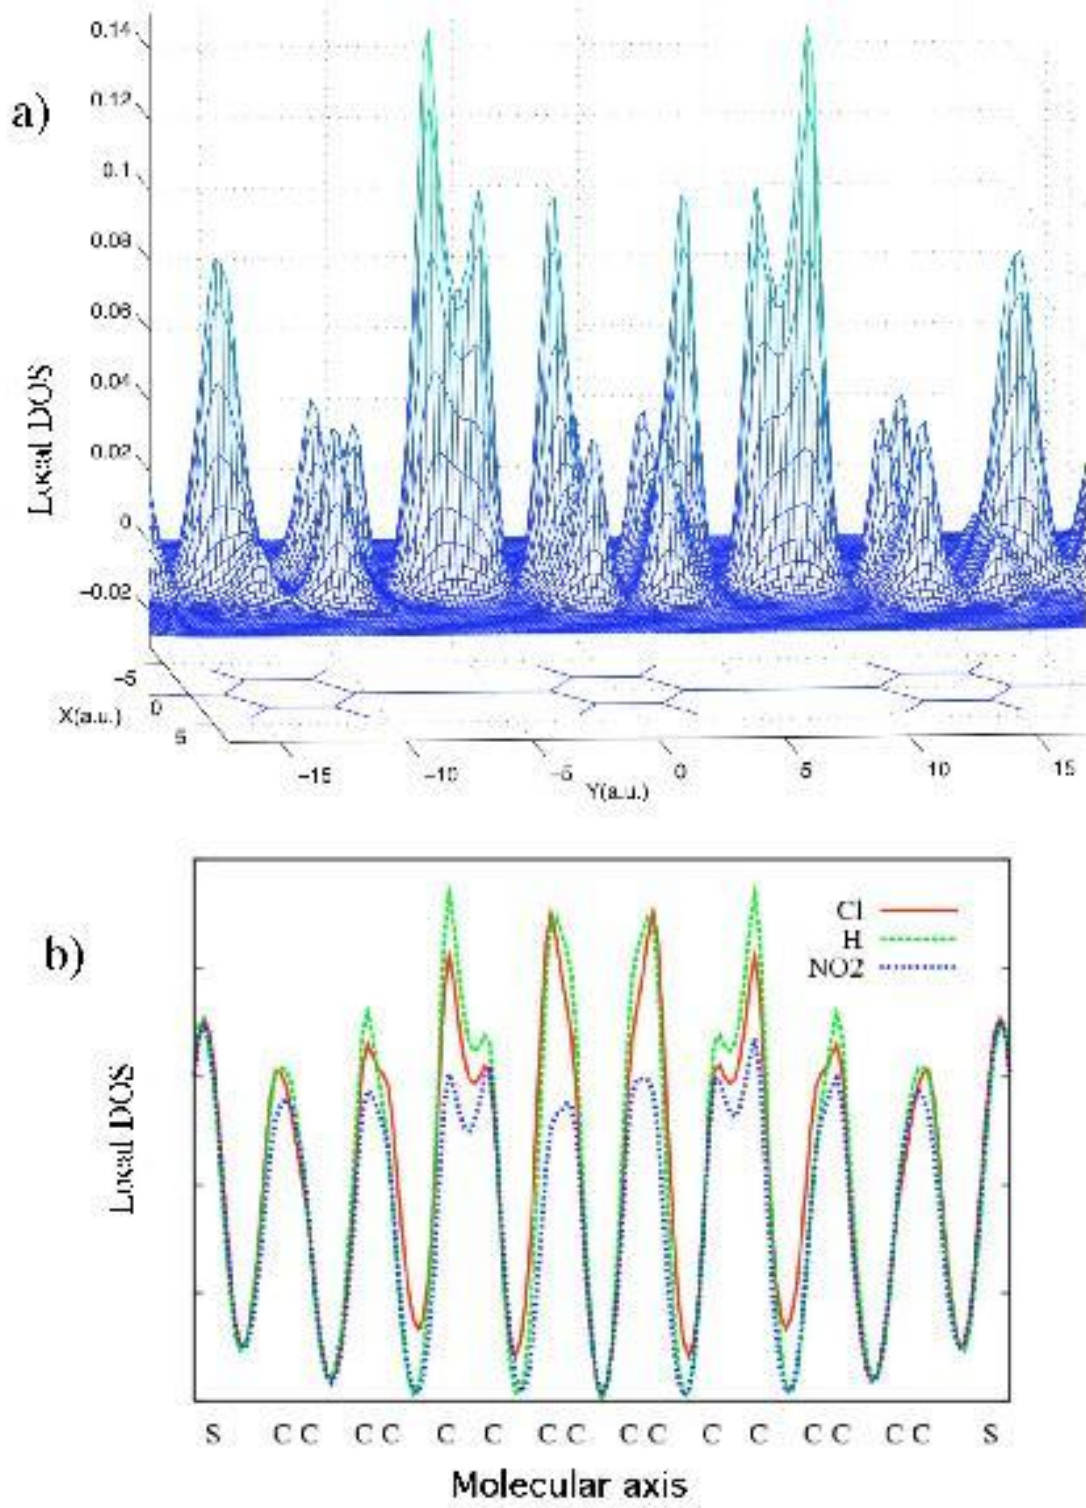 a)
0.14
0.12
0.1
0.08
0.06
0.04
0.02
0
-0.02
Local DOS
-5
0
5
X(a.u.)
-15
-10
-5
0
5
10
15
Y(a.u.)
b)
Cl
H
NO2
Local DOS
S C C C C C C C C C C C C C C C C S
Molecular axis